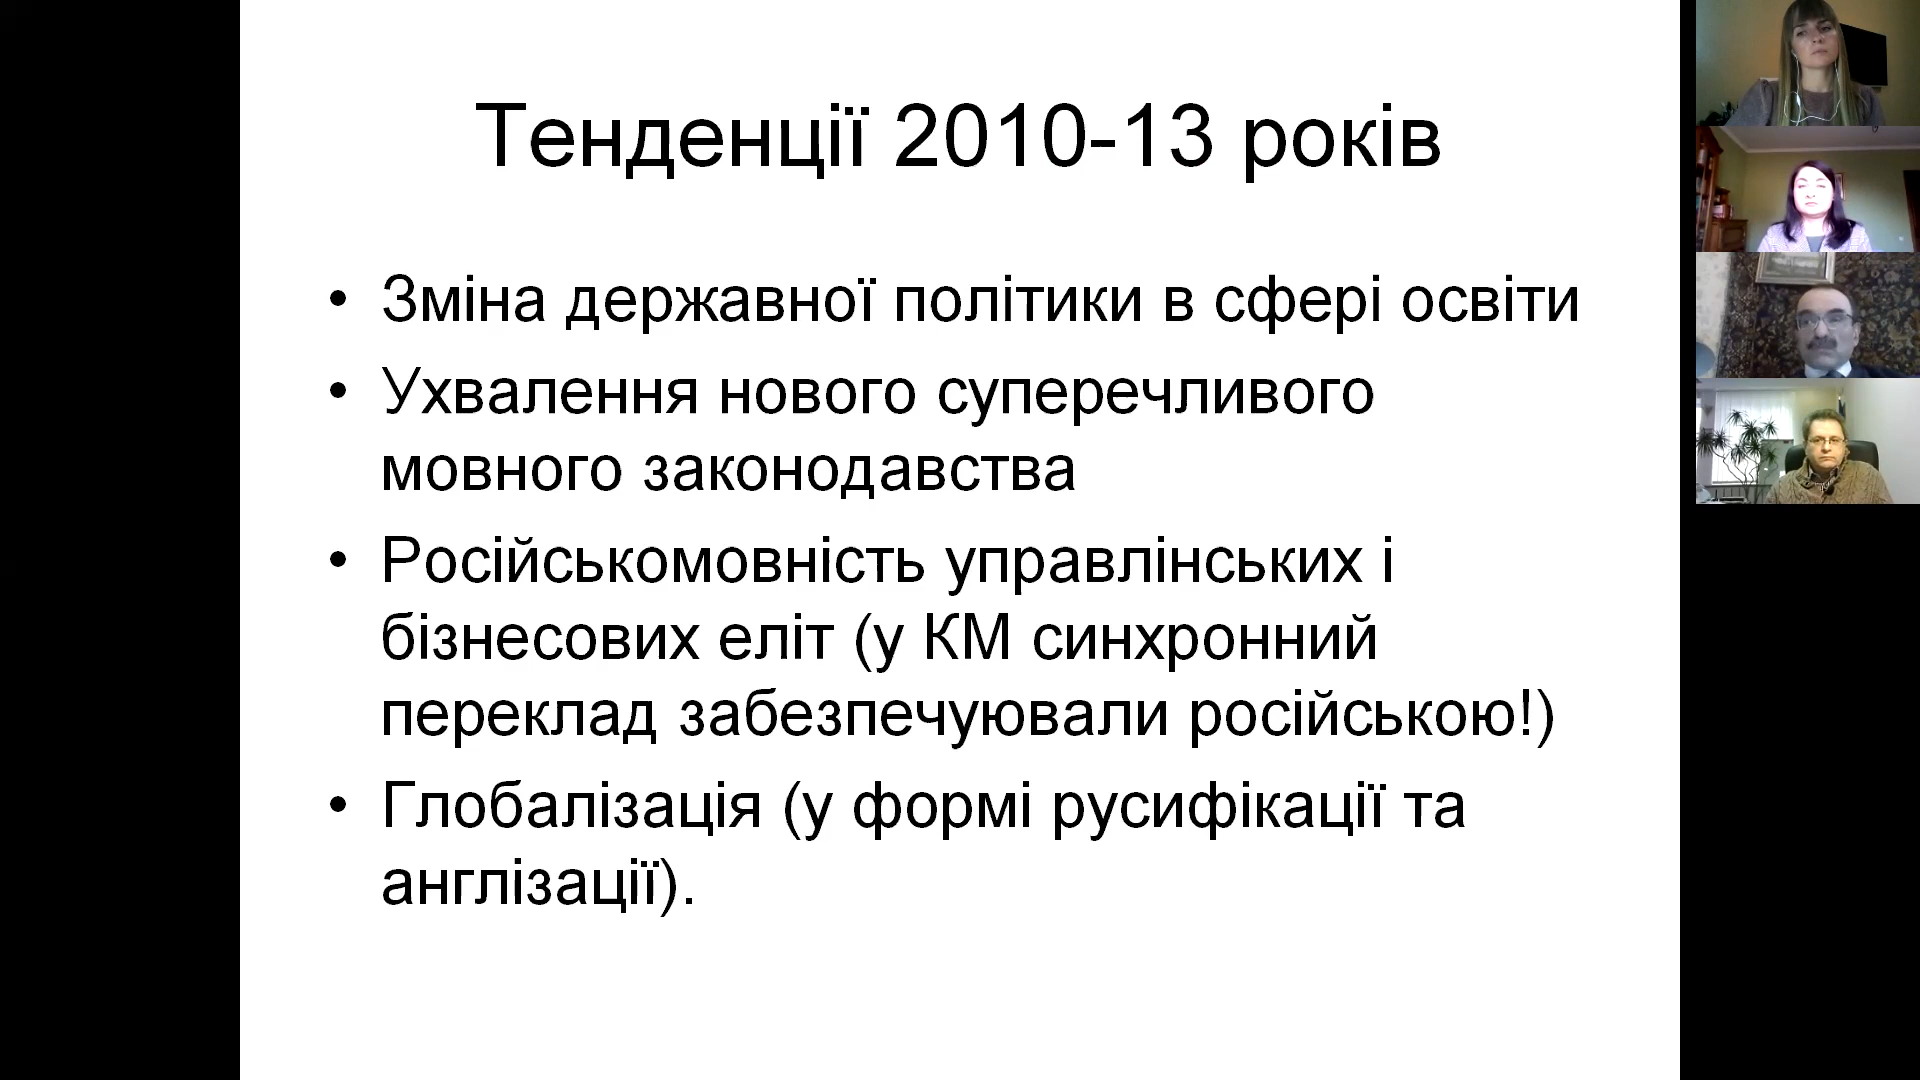 Тенденції 2010-13 років
• Зміна державної політики в сфері освіти
• Ухвалення нового суперечливого
мовного законодавства
• Російськомовність управлінських і
бізнесових еліт (у КМ синхронний
переклад забезпечуювали російською!)
• Глобалізація (у формі русифікації та
англізації).